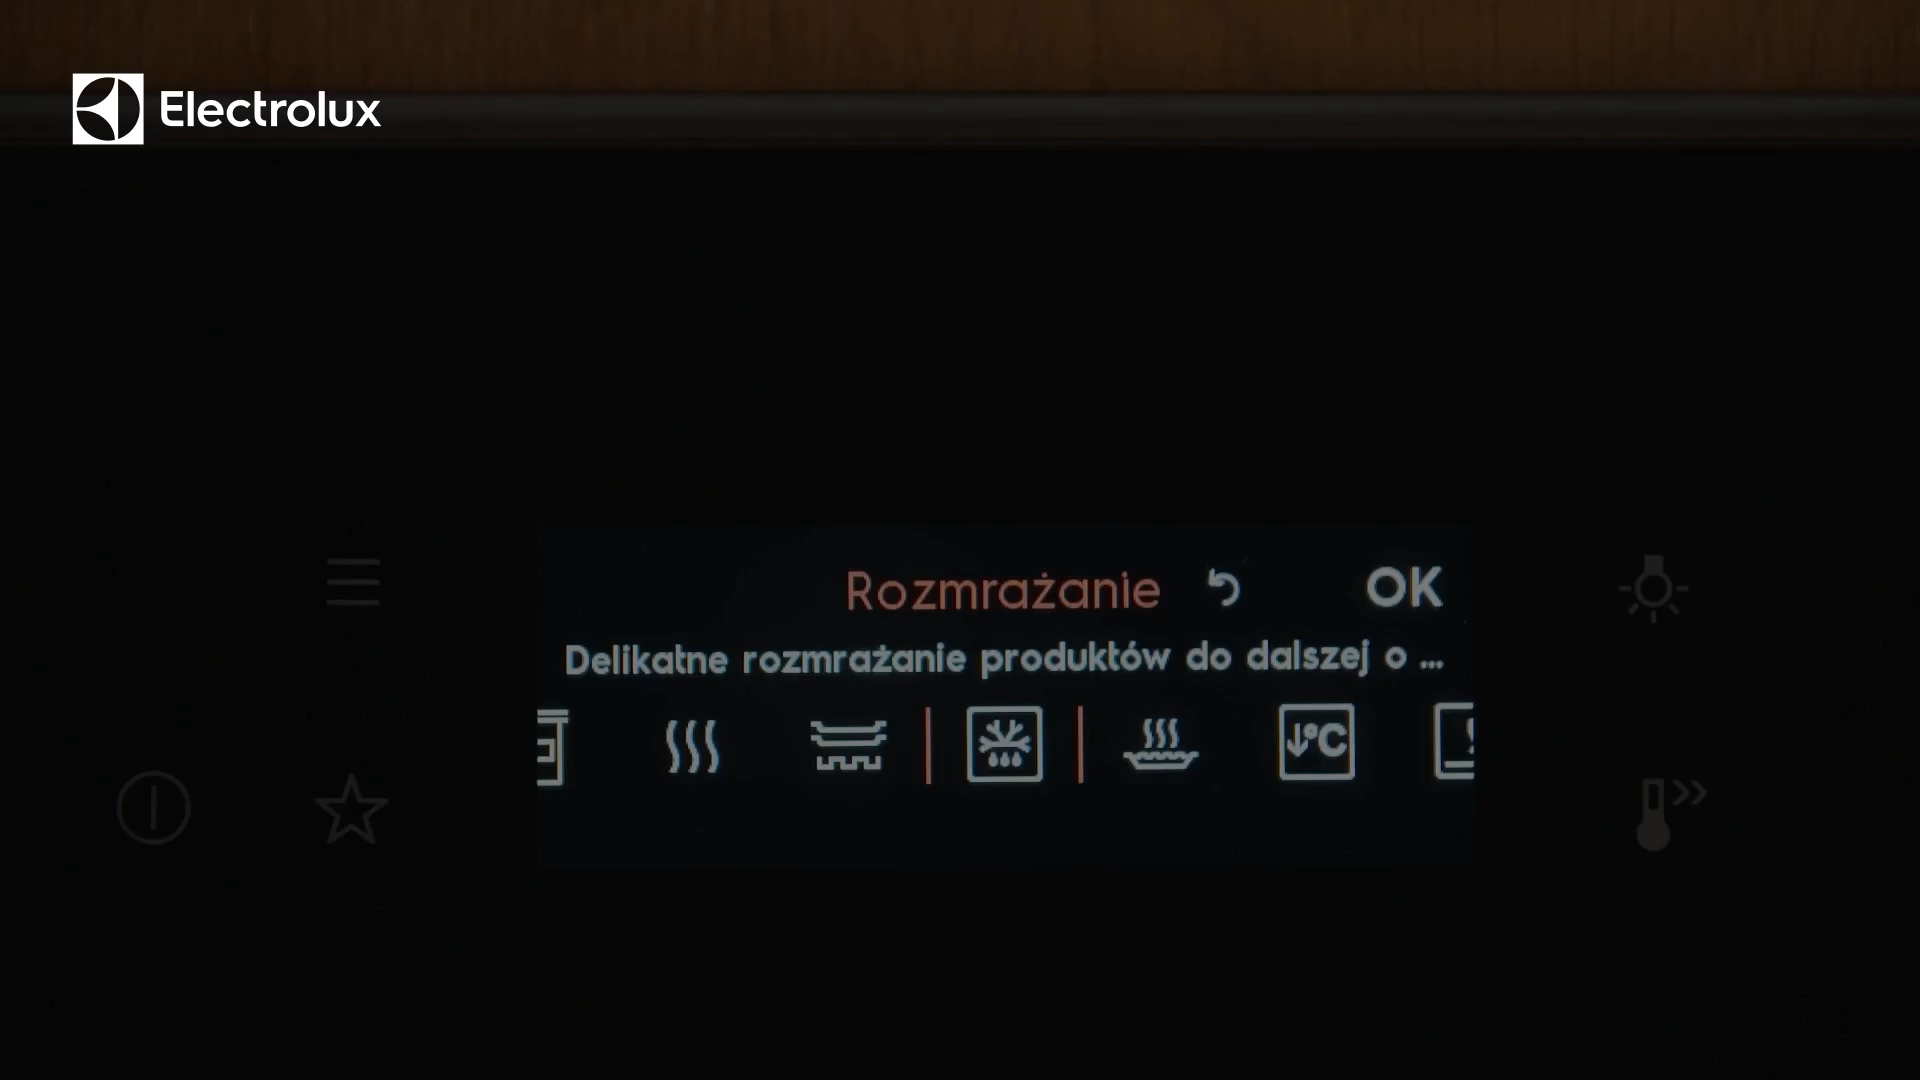 Electrolux
Rozmrażanie OK
Delikatne rozmrażanie produktów do dalszej o ...
°C